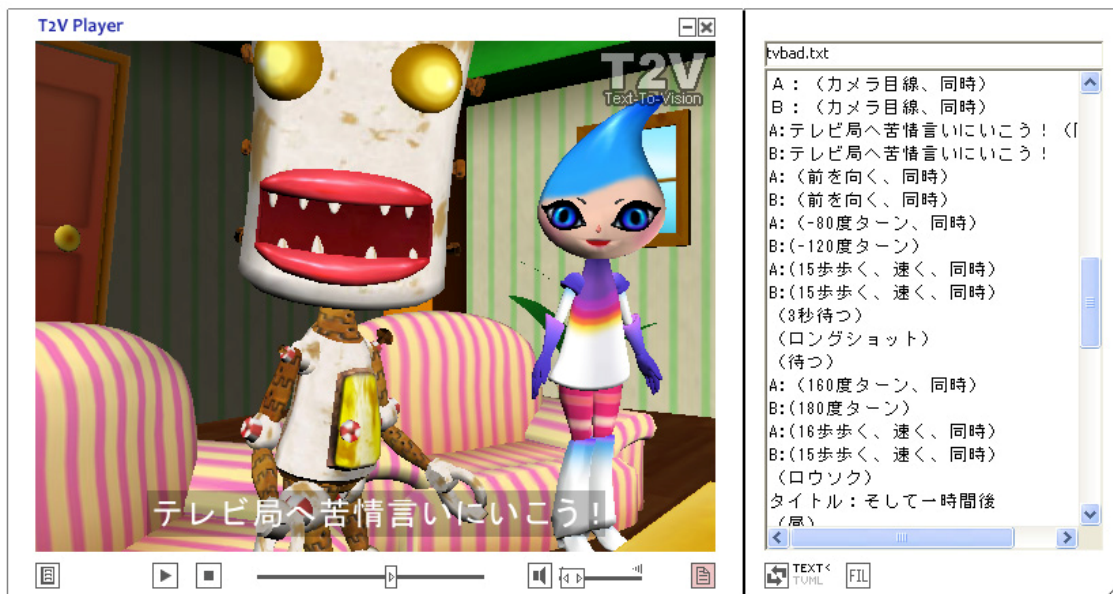 T2V Player
T2V
Text-To-Vision
テレビ局へ苦情言いにいこう！
tvbad.txt
A：（カメラ目線、同時）
B：（カメラ目線、同時）
A:テレビ局へ苦情言いにいこう！（
B:テレビ局へ苦情言いにいこう！
A:（前を向く、同時）
B:（前を向く、同時）
A:（-80度ターン、同時）
B:(-120度ターン）
A:(15歩歩く、速く、同時）
B:(15歩歩く、速く、同時）
（3秒待つ）
（ロングショット）
（待つ）
A:（160度ターン、同時）
B:(180度ターン）
A:(16歩歩く、速く、同時）
B:(15歩歩く、速く、同時）
（ロウソク）
タイトル：そして一時間後
TEXT<
TVML
FIL